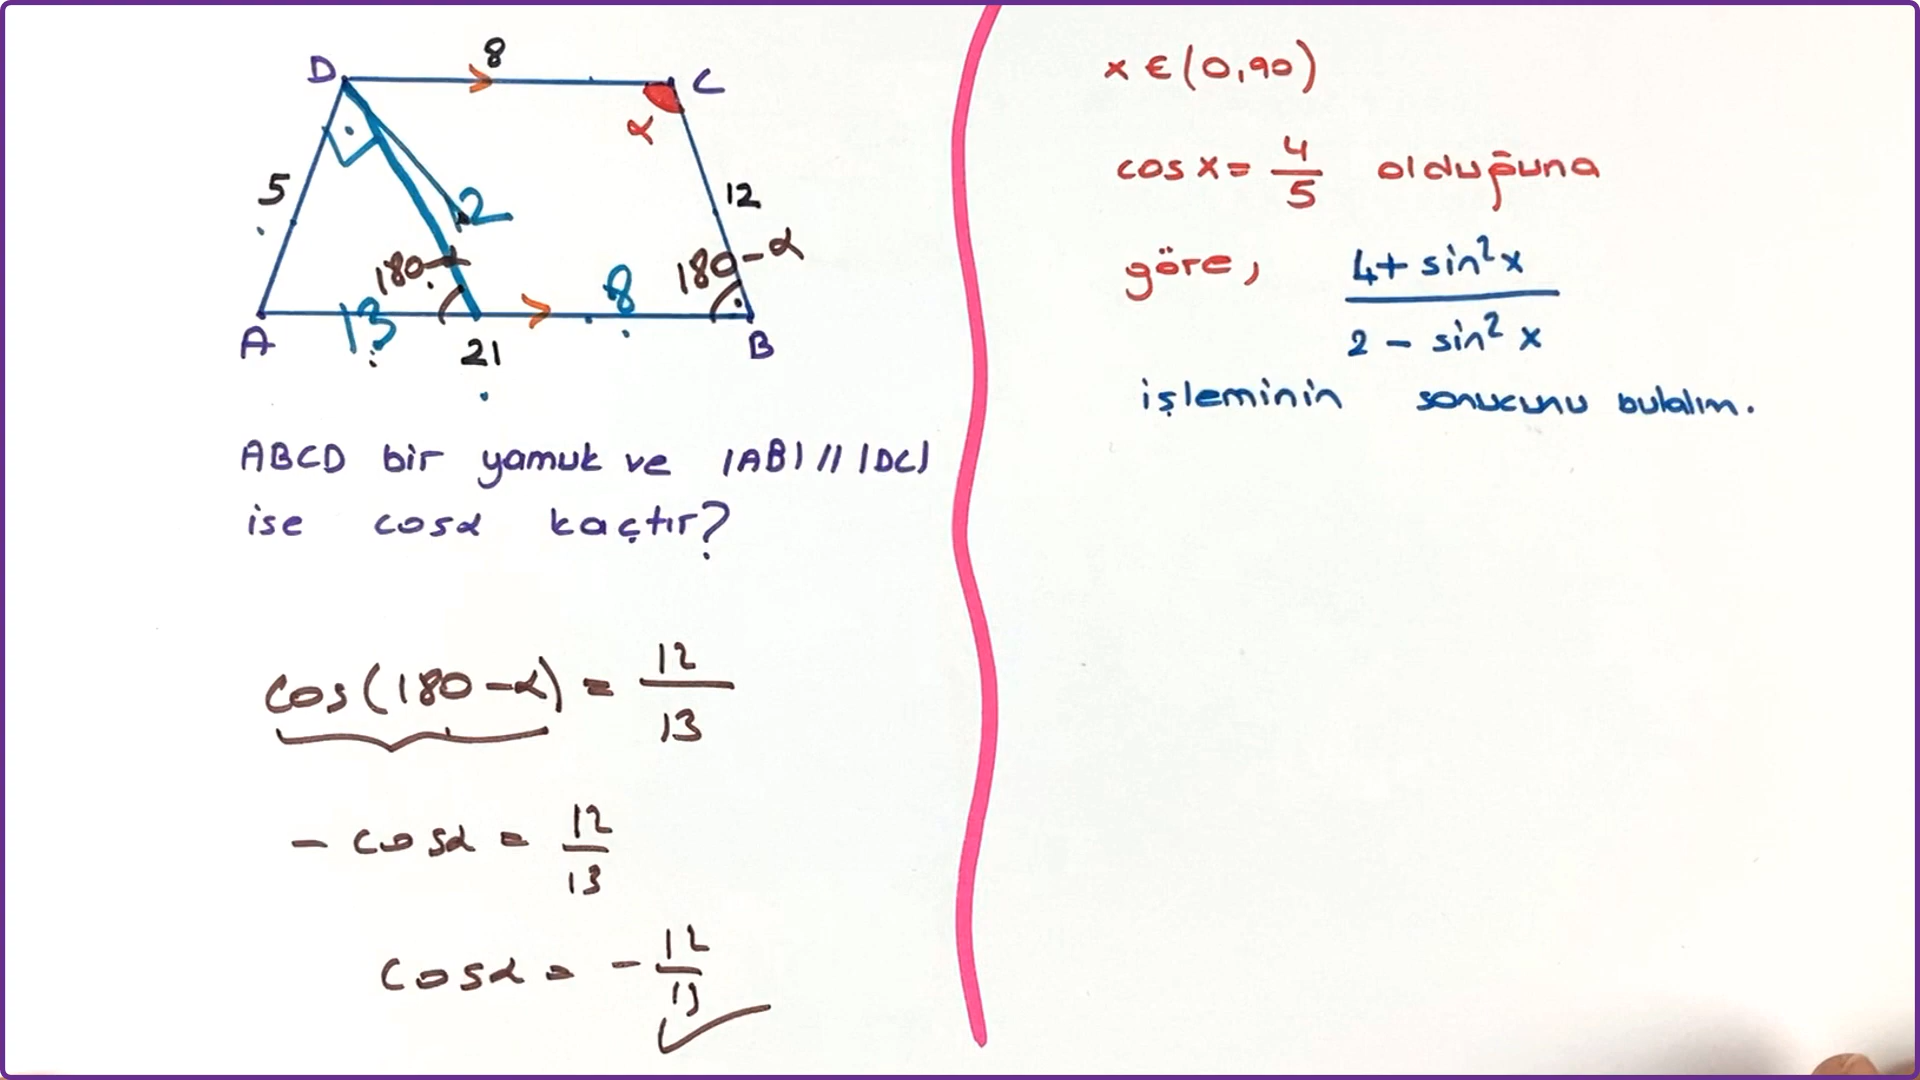 D 8 C
α
5 12
2
180- 180-α
13 8
A 21 B
ABCD bir yamuk ve |AB| // |DC|
ise cosα kaçtır?
cos(180-α) = 12/13
- cosα = 12/13
cosα = -12/13
x ∈ (0,90)
cos x = 4/5 olduğuna
göre, 4 + sin²x / 2 - sin²x
işleminin sonucunu bulalım.